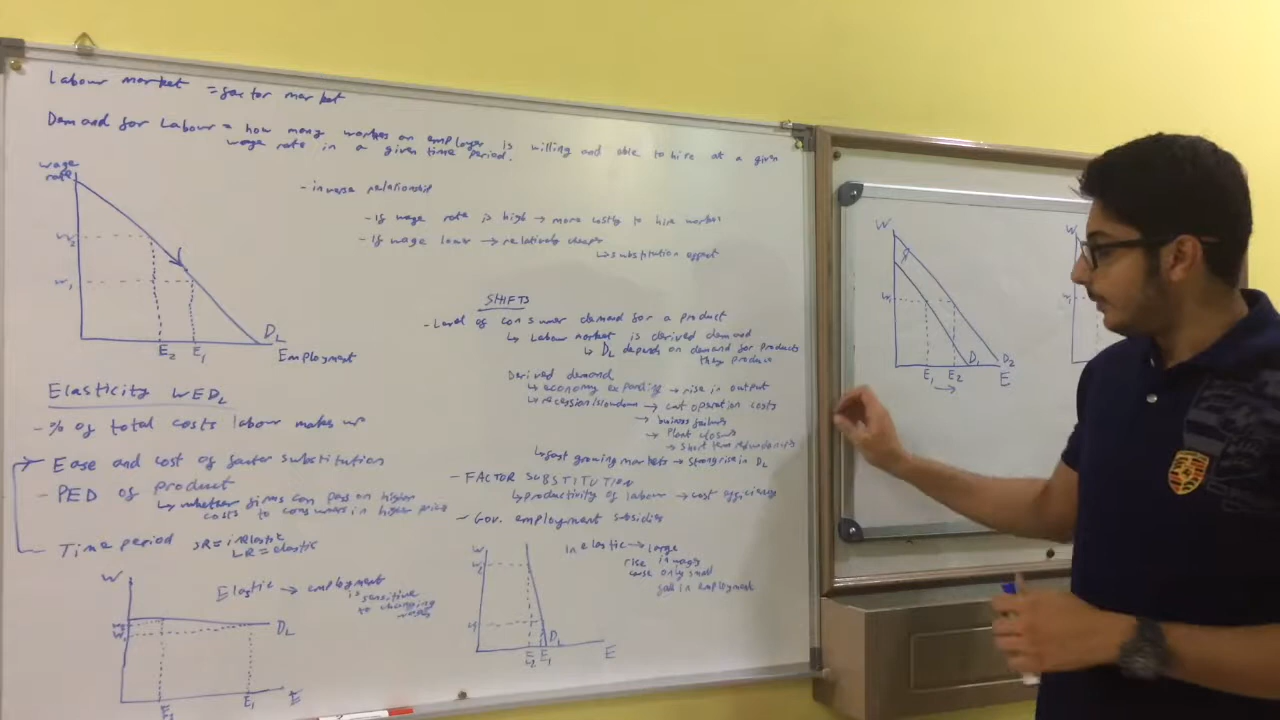 Labour market = factor market
Demand for Labour = how many workers an employer is willing and able to hire at a given
wage rate in a given time period.
wage
rate
W2
W1
E2 E1
DL
Employment
- inverse relationship
- If wage rate is high → more costly to hire workers
- If wage lower → relatively cheaper
↳ substitution effect
SHIFTS
- Level of consumer demand for a product
↳ Labour market is derived demand
↳ DL depends on demand for products
they produce
Derived demand
↳ economy expanding → rise in output
↳ recession/slowdown → cut operation costs
→ business failures
→ Plant closures
→ short term redundancies
↳ fast growing markets → strong rise in DL
- FACTOR SUBSTITUTION
↳ productivity of labour → cost efficiency
- Gov. employment subsidies
Elasticity WEDL
- % of total costs labour makes up
→ Ease and cost of factor substitution
- PED of product
↳ whether firms can pass on higher
costs to consumers in higher price
Time period SR = inelastic
LR = elastic
W
Elastic → employment
is sensitive
to changing
wages
DL
E1
E
W
W2
W1
E2 E1
DL
E
Inelastic → large
rise in wages
cause only small
fall in employment
W
W1
E1 E2
→
D1
D2
E
W